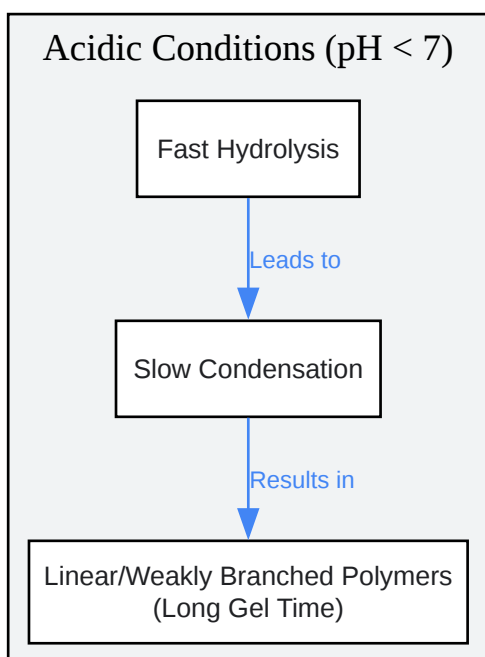 Acidic Conditions (pH < 7)
Fast Hydrolysis
Leads to
Slow Condensation
Results in
Linear/Weakly Branched Polymers
(Long Gel Time)